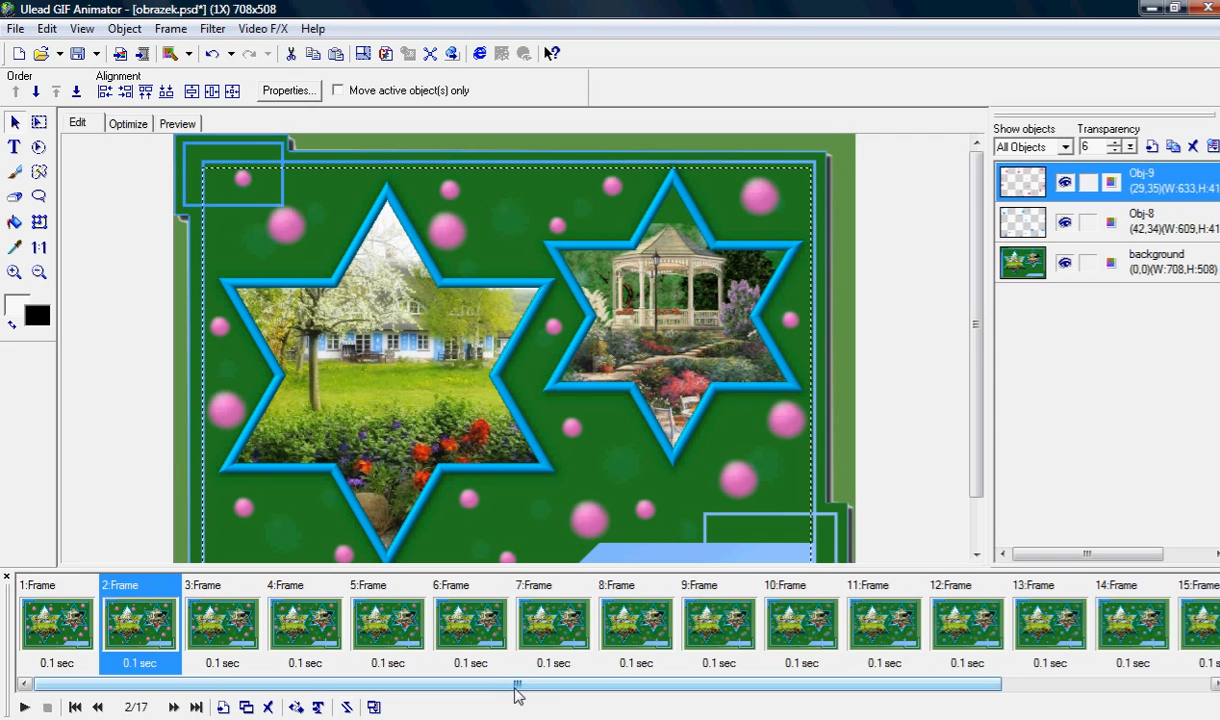 Ulead GIF Animator - [obrazek.psd*] (1X) 708x508
File Edit View Object Frame Filter Video F/X Help
Order Alignment
Properties... Move active object(s) only
Edit Optimize Preview
T
1:1
Show objects Transparency
All Objects 6
Obj-9
(29,35)(W:633,H:41
Obj-8
(42,34)(W:609,H:41
background
(0,0)(W:708,H:508)
1:Frame 2:Frame 3:Frame 4:Frame 5:Frame 6:Frame 7:Frame 8:Frame 9:Frame 10:Frame 11:Frame 12:Frame 13:Frame 14:Frame 15:Frame
0.1 sec 0.1 sec 0.1 sec 0.1 sec 0.1 sec 0.1 sec 0.1 sec 0.1 sec 0.1 sec 0.1 sec 0.1 sec 0.1 sec 0.1 sec 0.1 sec 0.1 s
2/17